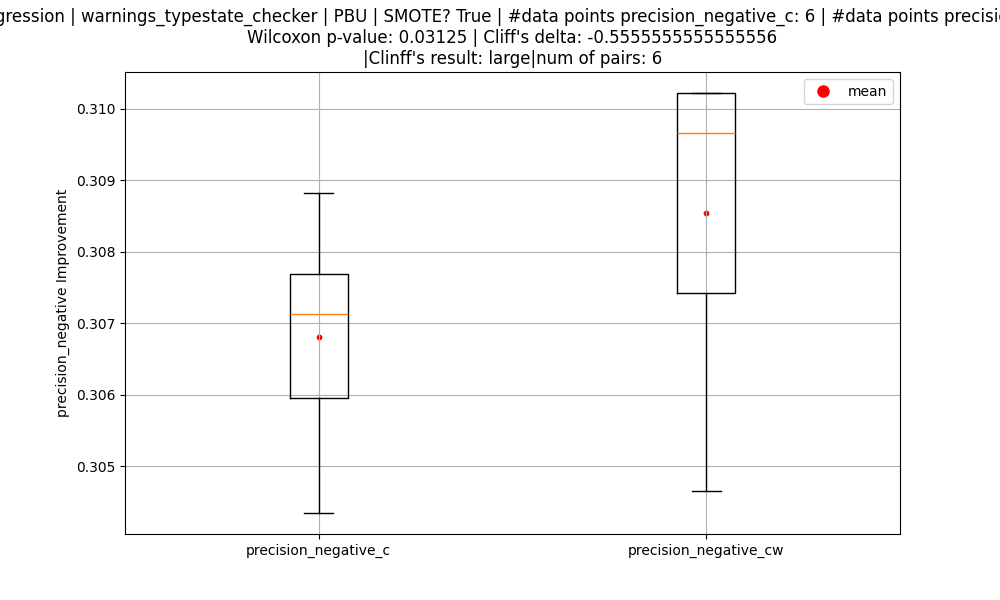 gression | warnings_typestate_checker | PBU | SMOTE? True | #data points precision_negative_c: 6 | #data points precisio
Wilcoxon p-value: 0.03125 | Cliff's delta: -0.5555555555555556
|Clinff's result: large|num of pairs: 6
mean
0.310
0.309
0.308
0.307
0.306
0.305
precision_negative Improvement
precision_negative_c
precision_negative_cw